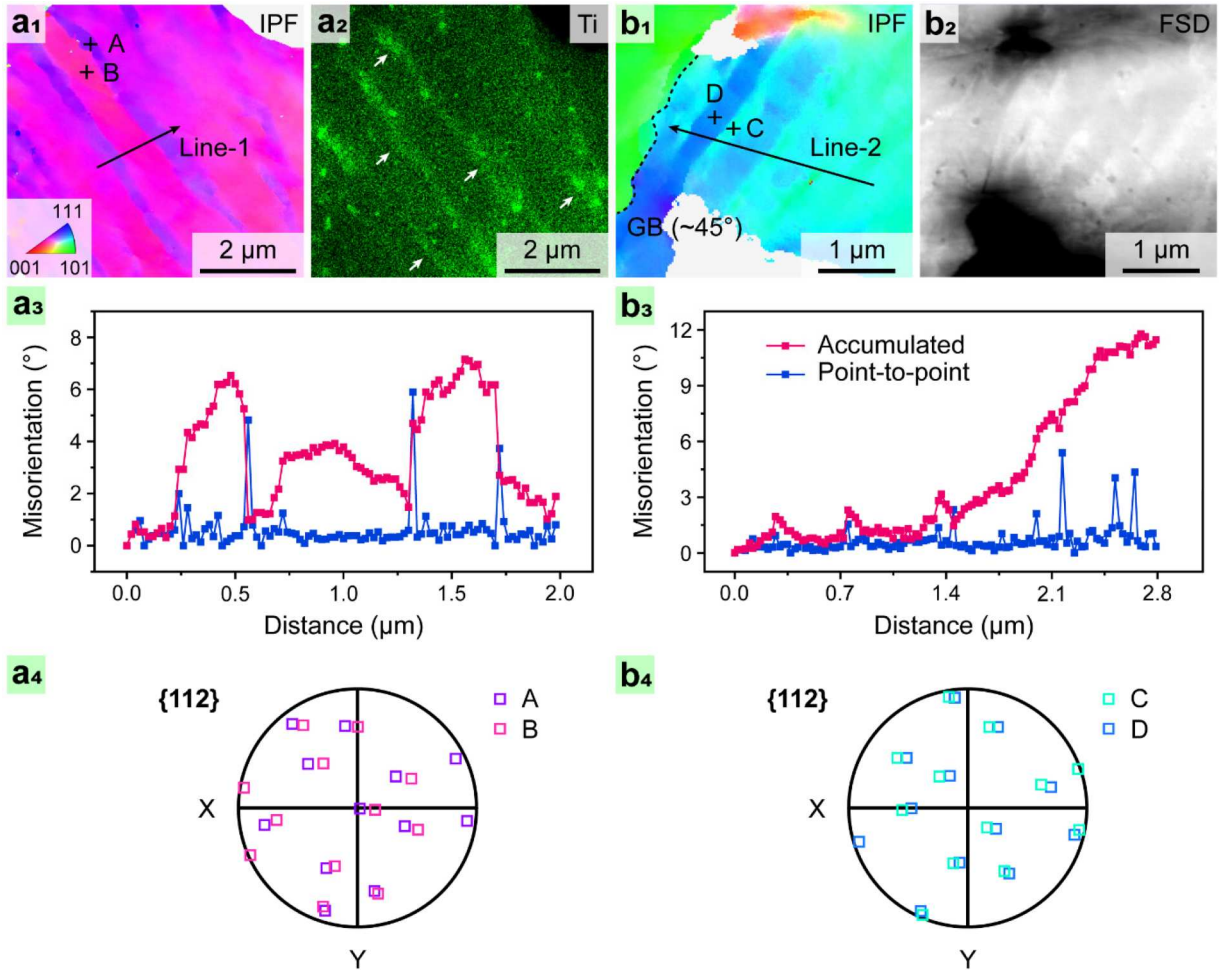 a₁ IPF
A
B
Line-1
111
001 101
2 µm
a₂ Ti
2 µm
b₁ IPF
D
C
Line-2
GB (~45°)
1 µm
b₂ FSD
1 µm
a₃
Misorientation (°)
8
6
4
2
0
0.0 0.5 1.0 1.5 2.0
Distance (µm)
b₃
Accumulated
Point-to-point
Misorientation (°)
12
9
6
3
0
0.0 0.7 1.4 2.1 2.8
Distance (µm)
a₄
{112}
A
B
X
Y
b₄
{112}
C
D
X
Y